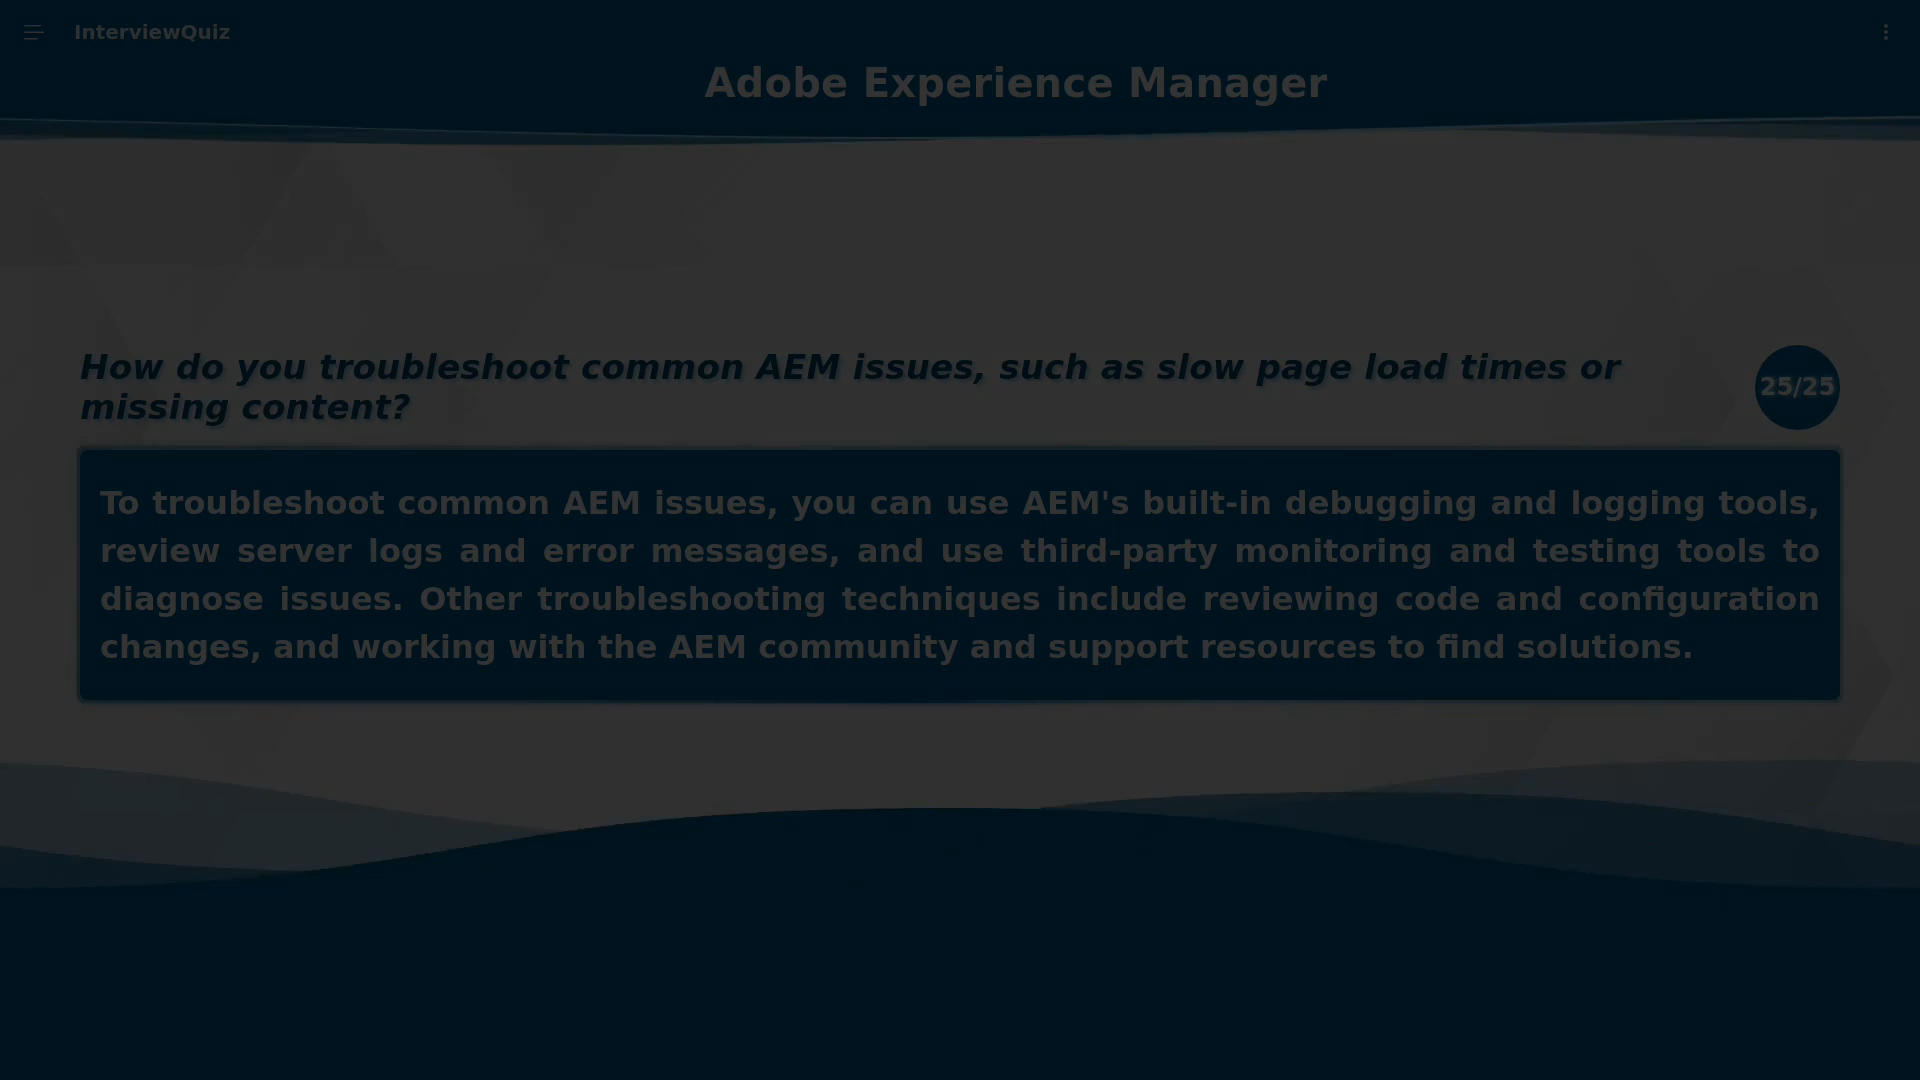 InterviewQuiz
Adobe Experience Manager
How do you troubleshoot common AEM issues, such as slow page load times or
missing content?
25/25
To troubleshoot common AEM issues, you can use AEM's built-in debugging and logging tools,
review server logs and error messages, and use third-party monitoring and testing tools to
diagnose issues. Other troubleshooting techniques include reviewing code and configuration
changes, and working with the AEM community and support resources to find solutions.